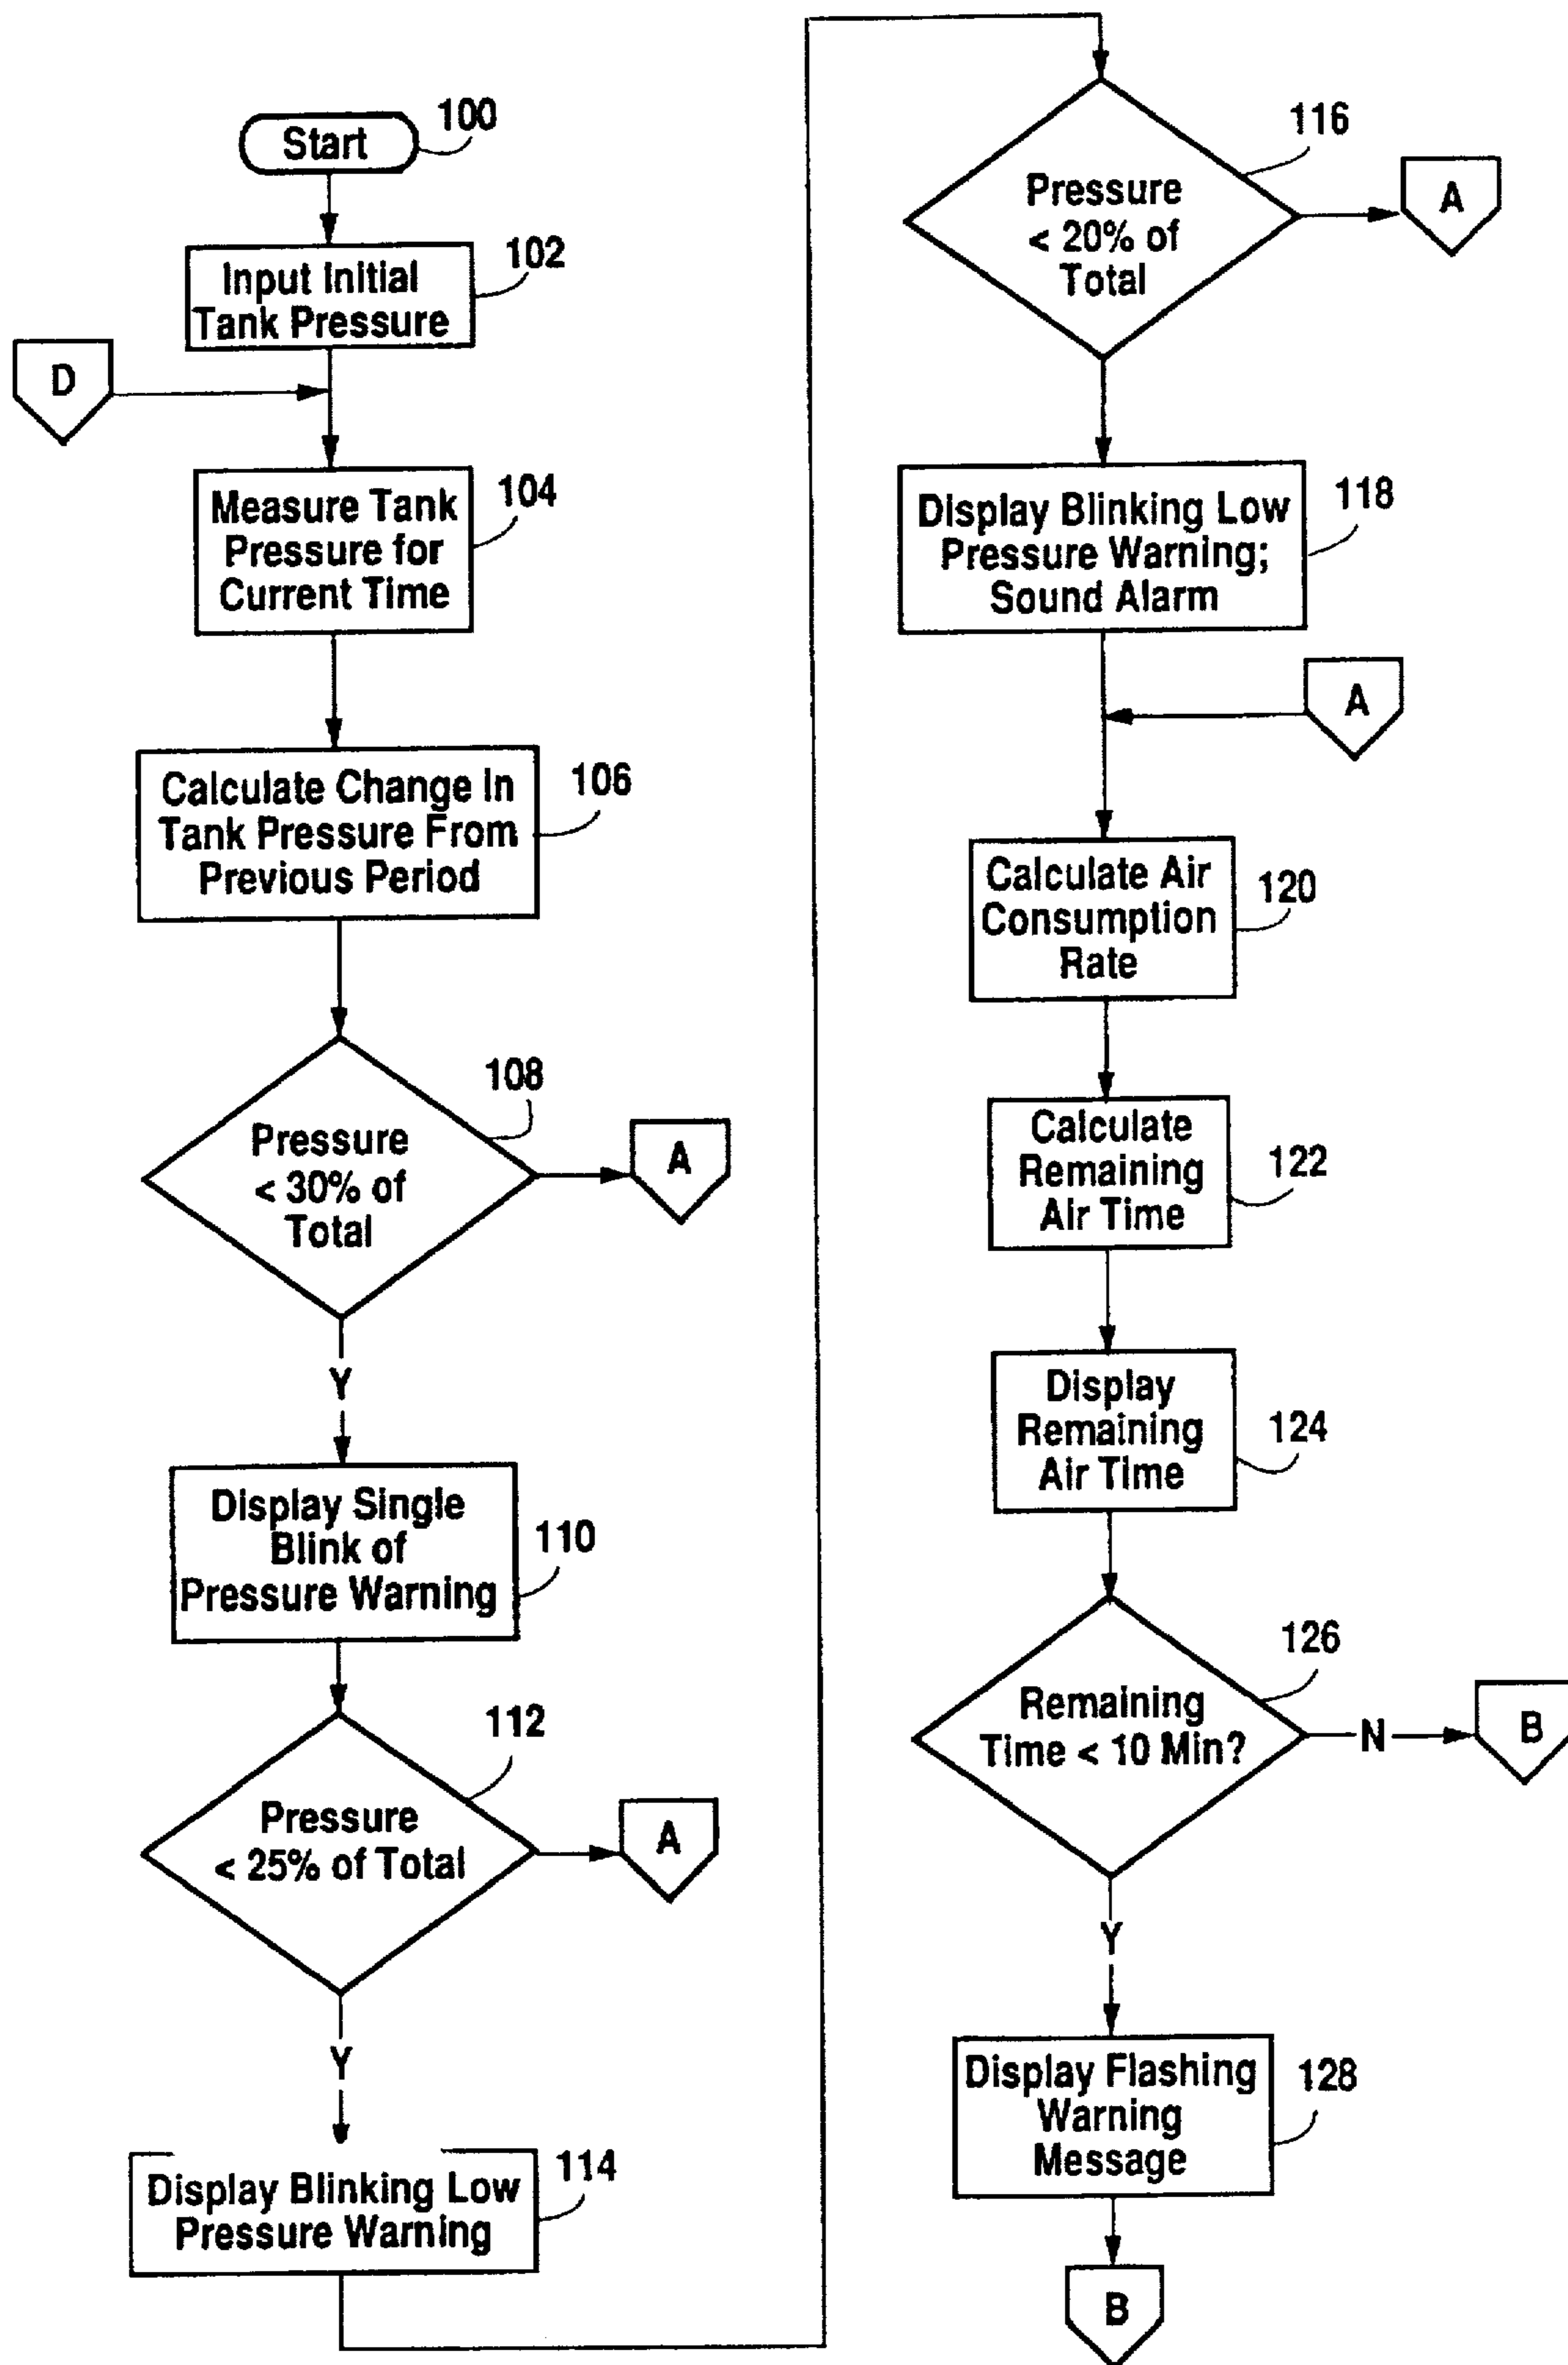 Start
100
Input Initial
Tank Pressure
102
D
Measure Tank
Pressure for
Current Time
104
Calculate Change in
Tank Pressure From
Previous Period
106
Pressure
< 30% of
Total
108
A
Y
Display Single
Blink of
Pressure Warning
110
Pressure
< 25% of Total
112
A
Y
Display Blinking Low
Pressure Warning
114
Pressure
< 20% of
Total
116
A
Display Blinking Low
Pressure Warning;
Sound Alarm
118
A
Calculate Air
Consumption
Rate
120
Calculate
Remaining
Air Time
122
Display
Remaining
Air Time
124
Remaining
Time < 10 Min?
126
N
B
Y
Display Flashing
Warning
Message
128
B